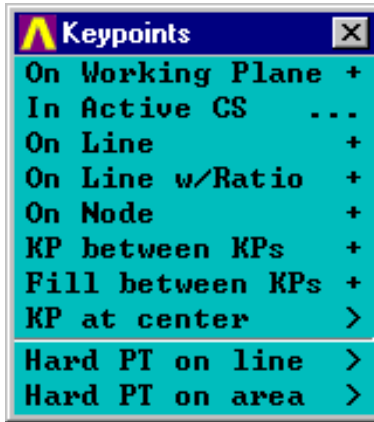 Keypoints
On Working Plane +
In Active CS ...
On Line +
On Line w/Ratio +
On Node +
KP between KPs +
Fill between KPs +
KP at center >
Hard PT on line >
Hard PT on area >